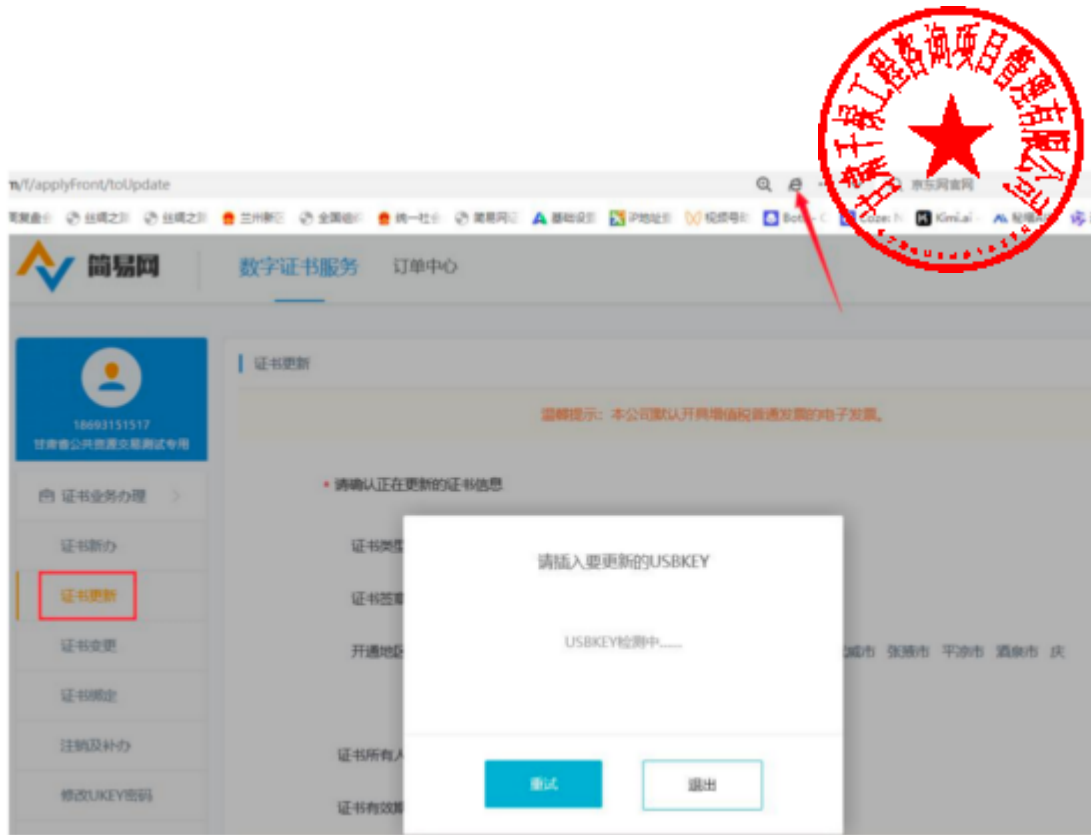 甘肃千禄工程咨询项目管理有限公司
m/f/applyFront/toUpdate
京东网官网
丝绸之
丝绸之
兰州新区
全国
统一社会
简易网
基础设
IP地址
视频号
Kimi.ai
简易网
数字证书服务
订单中心
证书更新
18693151517
甘肃省公共资源交易测试专用
温馨提示：本公司默认开具增值税普通发票的电子发票。
* 请确认正在更新的证书信息
证书业务办理
证书新办
证书类型
请插入要更新的USBKEY
证书更新
证书签章
证书变更
开通地区
USBKEY检测中......
威市 张掖市 平凉市 酒泉市 庆
证书绑定
注销及补办
证书所有人
修改UKEY密码
重试
退出
证书有效期